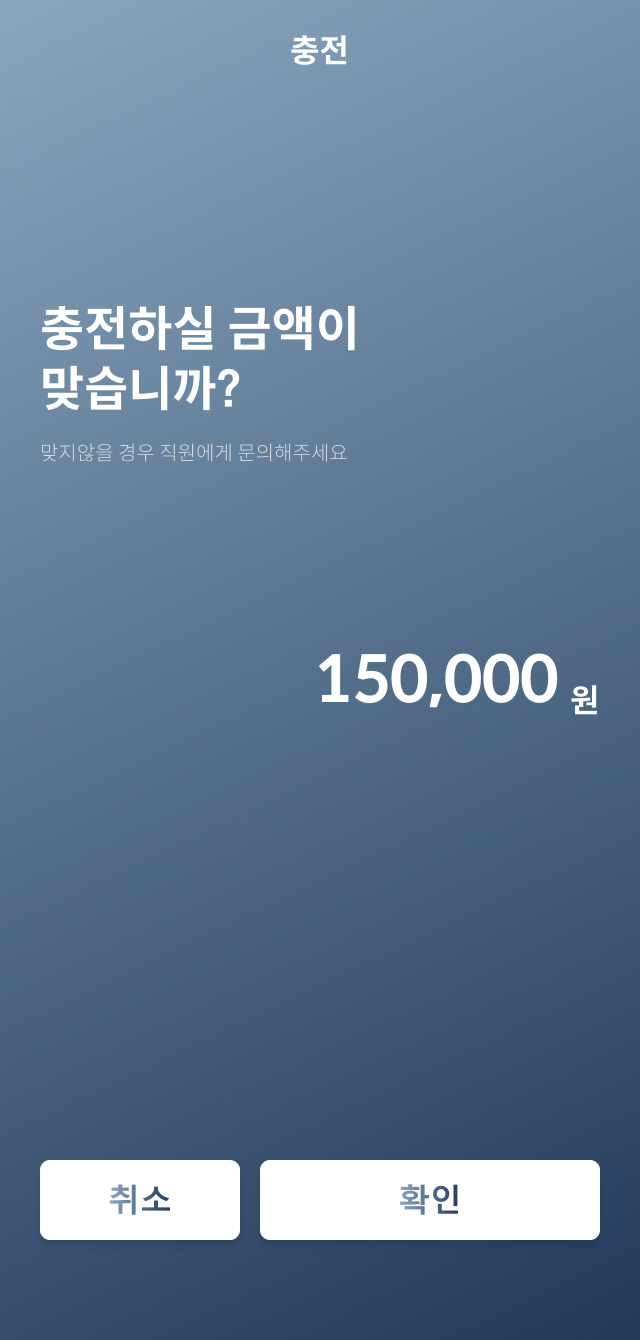 충전
충전하실 금액이
맞습니까?
맞지않을 경우 직원에게 문의해주세요
150,000 원
취소
확인